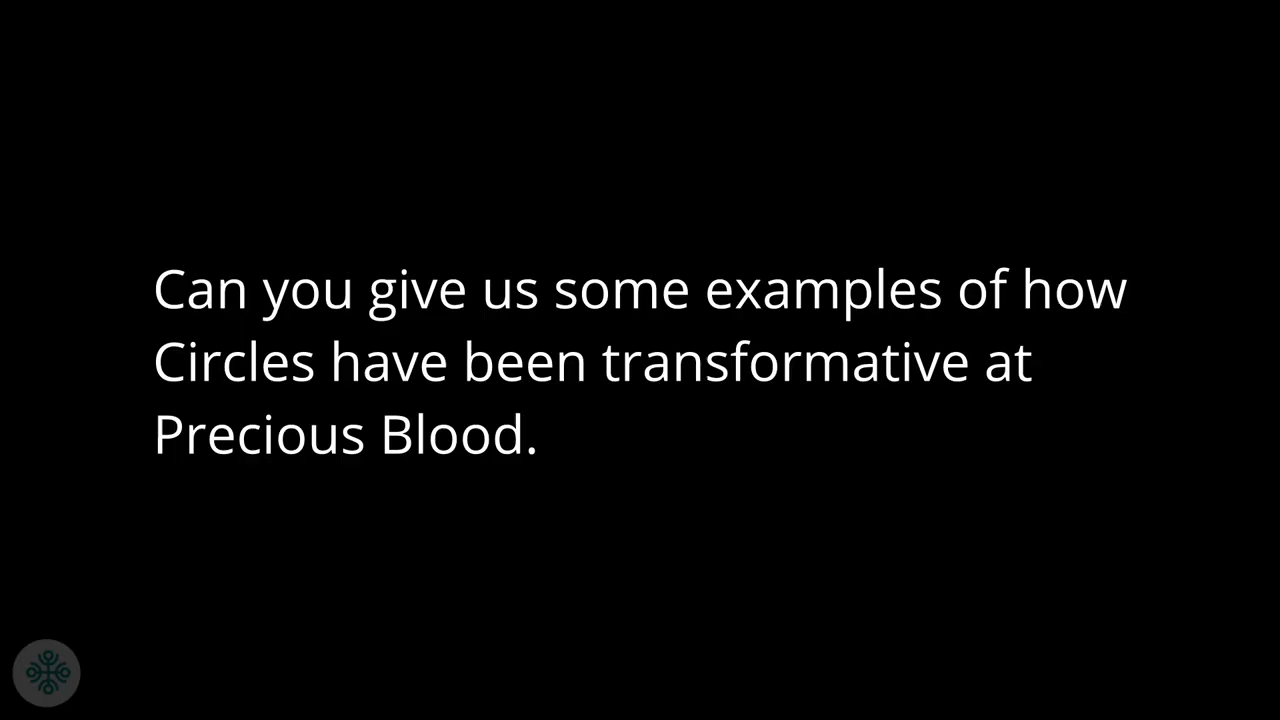 Can you give us some examples of how
Circles have been transformative at
Precious Blood.